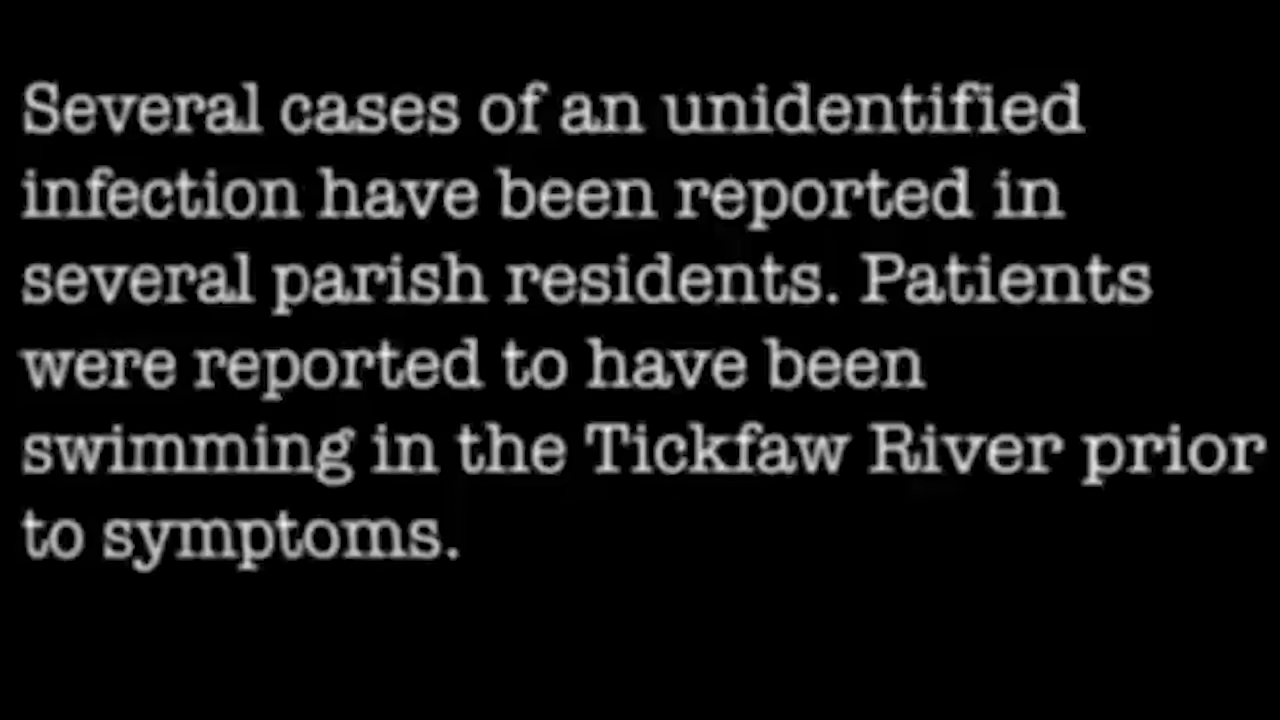 Several cases of an unidentified
infection have been reported in
several parish residents. Patients
were reported to have been
swimming in the Tickfaw River prior
to symptoms.